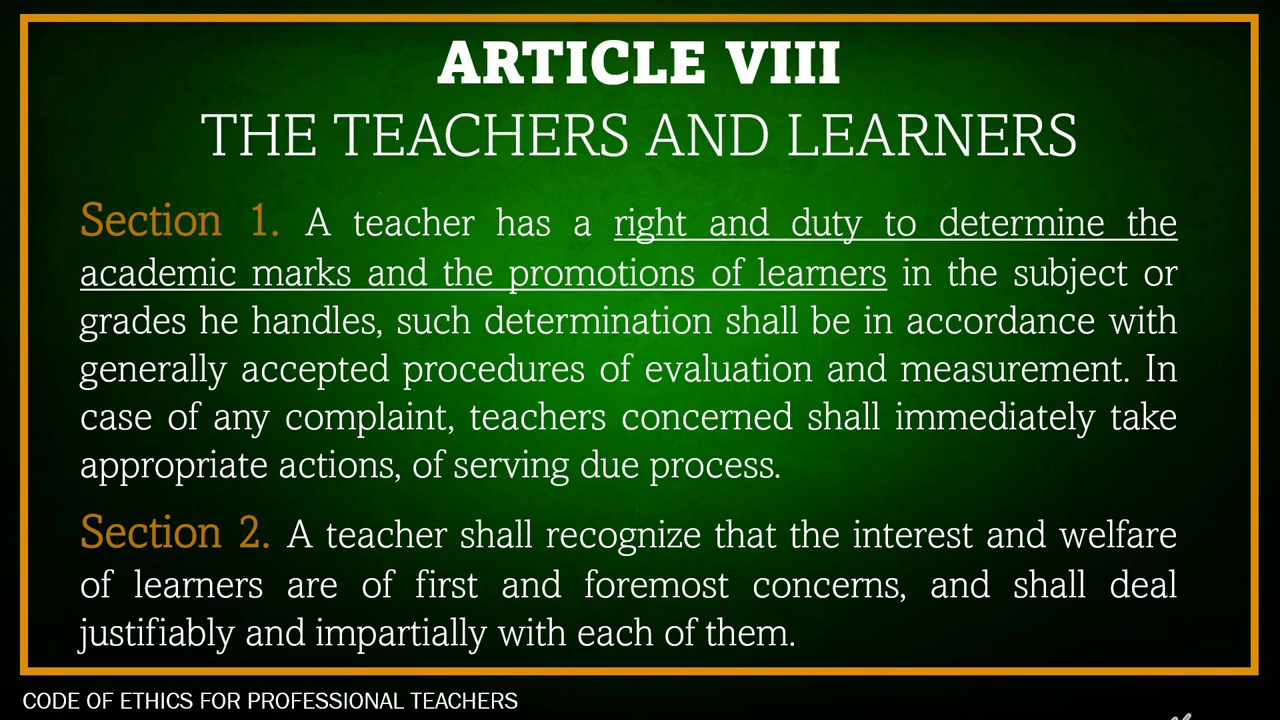 ARTICLE VIII
THE TEACHERS AND LEARNERS
Section 1. A teacher has a right and duty to determine the
academic marks and the promotions of learners in the subject or
grades he handles, such determination shall be in accordance with
generally accepted procedures of evaluation and measurement. In
case of any complaint, teachers concerned shall immediately take
appropriate actions, of serving due process.
Section 2. A teacher shall recognize that the interest and welfare
of learners are of first and foremost concerns, and shall deal
justifiably and impartially with each of them.
CODE OF ETHICS FOR PROFESSIONAL TEACHERS